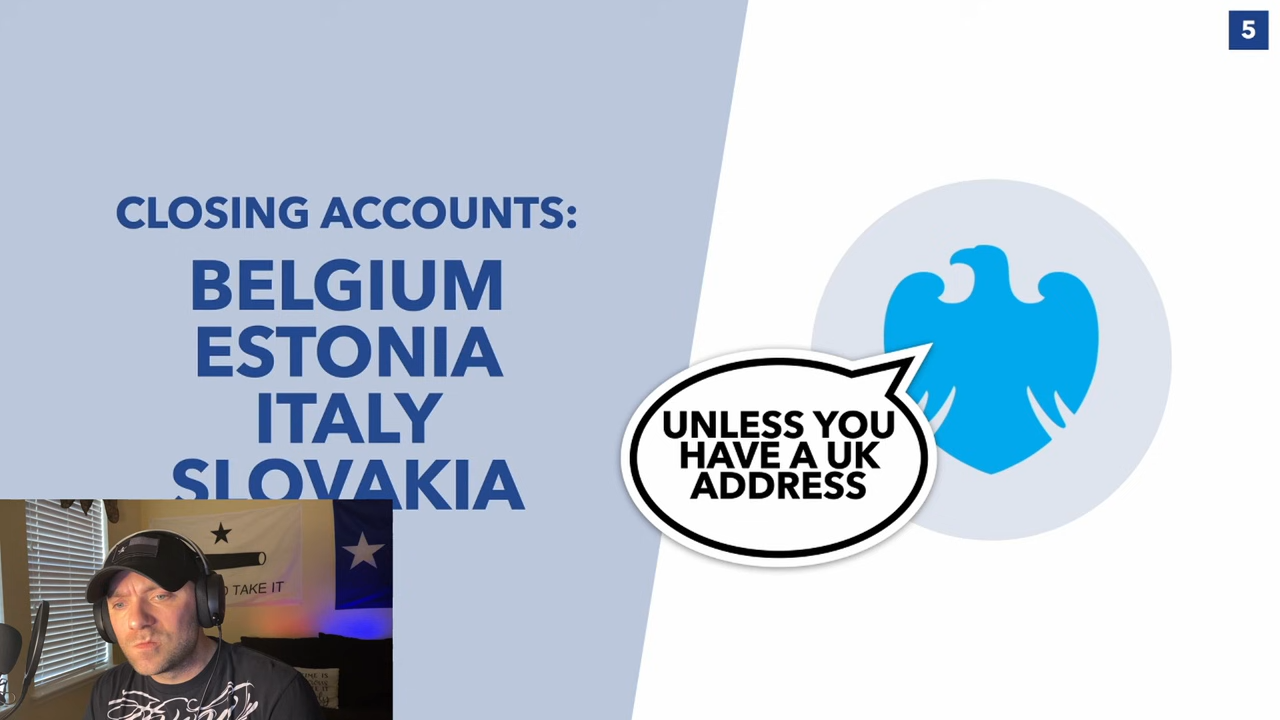 5
CLOSING ACCOUNTS:
BELGIUM
ESTONIA
ITALY
SLOVAKIA
UNLESS YOU
HAVE A UK
ADDRESS
TAKE IT